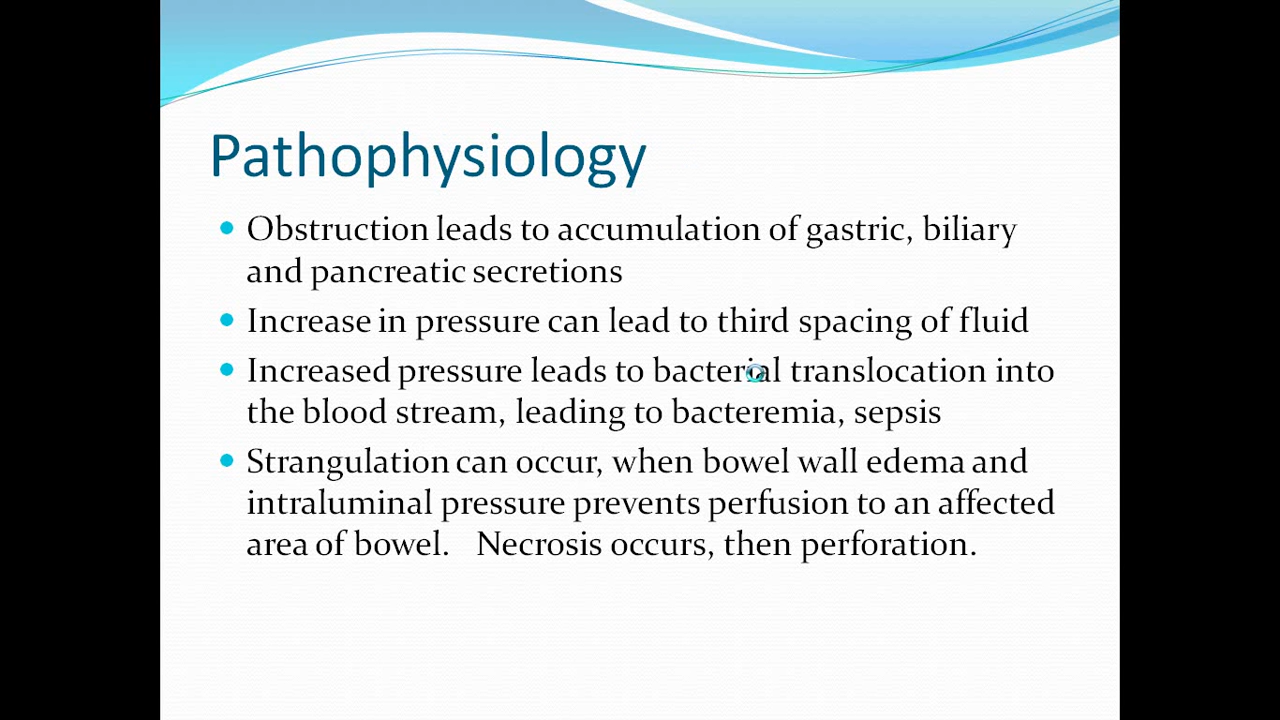 Pathophysiology
Obstruction leads to accumulation of gastric, biliary
and pancreatic secretions
Increase in pressure can lead to third spacing of fluid
Increased pressure leads to bacterial translocation into
the blood stream, leading to bacteremia, sepsis
Strangulation can occur, when bowel wall edema and
intraluminal pressure prevents perfusion to an affected
area of bowel.   Necrosis occurs, then perforation.